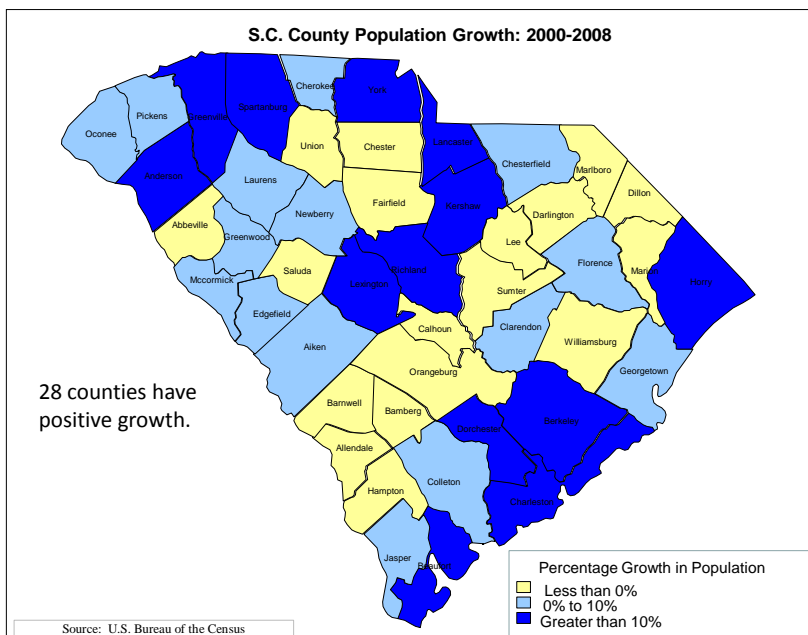 S.C. County Population Growth: 2000-2008
Cherokee
York
Spartanburg
Greenville
Pickens
Oconee
Union
Chester
Lancaster
Chesterfield
Marlboro
Dillon
Anderson
Laurens
Newberry
Fairfield
Kershaw
Darlington
Lee
Abbeville
Greenwood
Saluda
Richland
Lexington
Florence
Marion
Horry
Mccormick
Edgefield
Sumter
Aiken
Calhoun
Clarendon
Williamsburg
Georgetown
Orangeburg
28 counties have
positive growth.
Barnwell
Bamberg
Berkeley
Dorchester
Allendale
Colleton
Hampton
Charleston
Jasper
Beaufort
Percentage Growth in Population
Less than 0%
0% to 10%
Greater than 10%
Source: U.S. Bureau of the Census